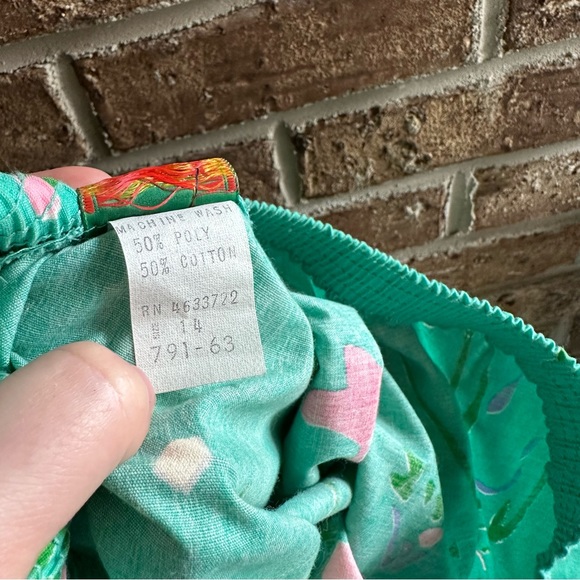 MACHINE WASH
50% POLY
50% COTTON
RN 4633722
14
791-63